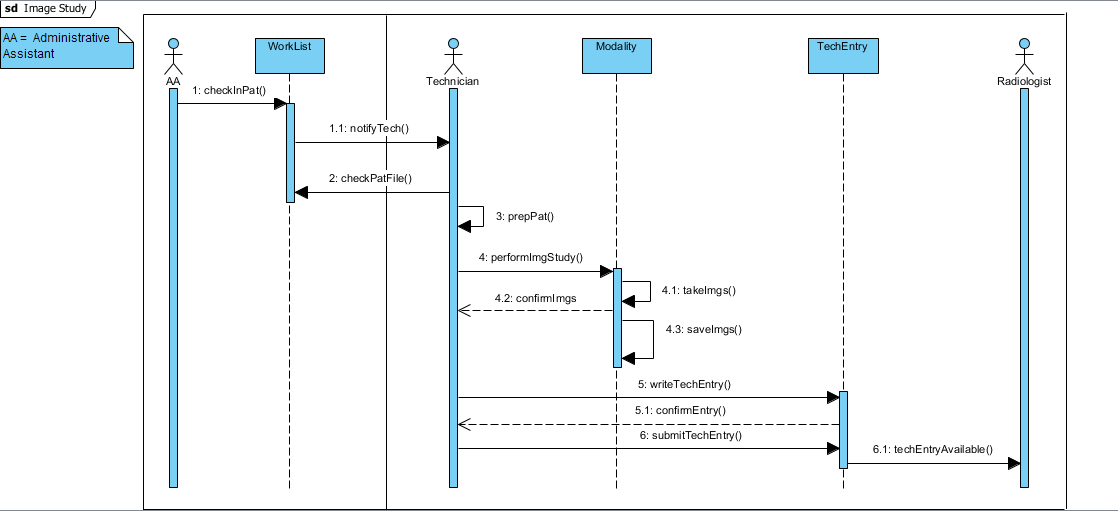 sd Image Study
AA = Administrative
Assistant
WorkList
Modality
TechEntry
AA
Technician
Radiologist
1: checkInPat()
1.1: notifyTech()
2: checkPatFile()
3: prepPat()
4: performImgStudy()
4.1: takeImgs()
4.2: confirmImgs
4.3: saveImgs()
5: writeTechEntry()
5.1: confirmEntry()
6: submitTechEntry()
6.1: techEntryAvailable()